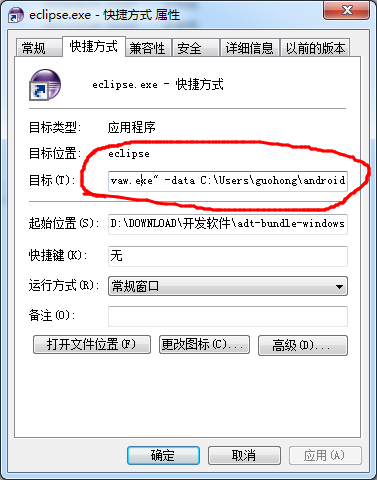 eclipse.exe - 快捷方式 属性
常规 快捷方式 兼容性 安全 详细信息 以前的版本
eclipse.exe - 快捷方式
目标类型: 应用程序
目标位置: eclipse
目标(T): vaw.exe" -data C:\Users\guohong\android
起始位置(S): D:\DOWNLOAD\开发软件\adt-bundle-windows
快捷键(K): 无
运行方式(R): 常规窗口
备注(O):
打开文件位置(F) 更改图标(C)... 高级(D)...
确定 取消 应用(A)